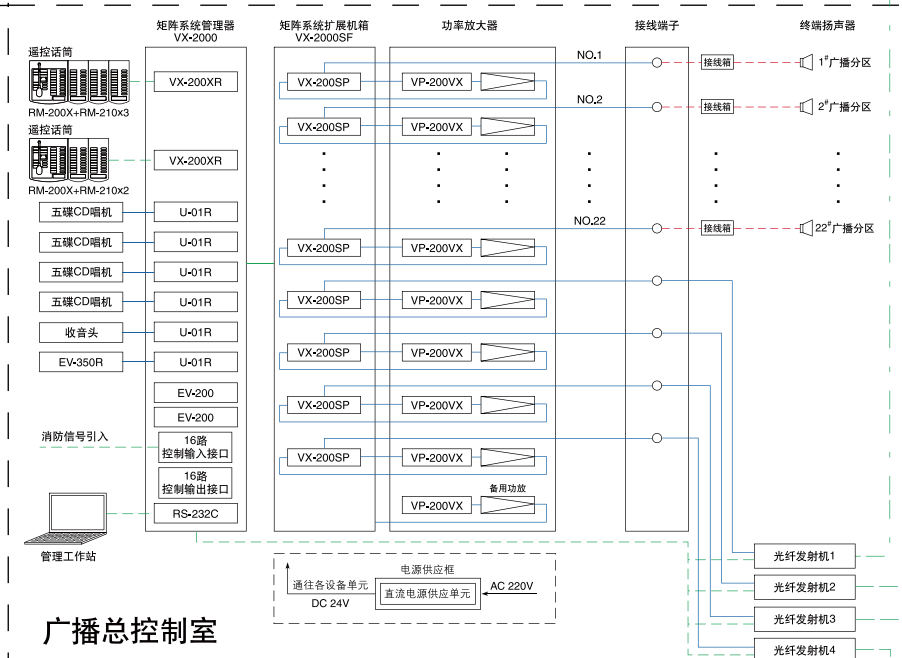 矩阵系统管理器
VX-2000
矩阵系统扩展机箱
VX-2000SF
功率放大器
接线端子
终端扬声器
遥控话筒
RM-200X+RM-210x3
遥控话筒
RM-200X+RM-210x2
五碟CD唱机
五碟CD唱机
五碟CD唱机
五碟CD唱机
收音头
EV-350R
消防信号引入
管理工作站
VX-200XR
VX-200XR
U-01R
U-01R
U-01R
U-01R
U-01R
U-01R
EV-200
EV-200
16路
控制输入接口
16路
控制输出接口
RS-232C
NO.1
VX-200SP
VP-200VX
接线箱
1#广播分区
NO.2
VX-200SP
VP-200VX
接线箱
2#广播分区
NO.22
VX-200SP
VP-200VX
接线箱
22#广播分区
VX-200SP
VP-200VX
VX-200SP
VP-200VX
VX-200SP
VP-200VX
VX-200SP
VP-200VX
备用功放
VP-200VX
光纤发射机1
光纤发射机2
光纤发射机3
光纤发射机4
电源供应框
通往各设备单元
DC 24V
直流电源供应单元
AC 220V
广播总控制室